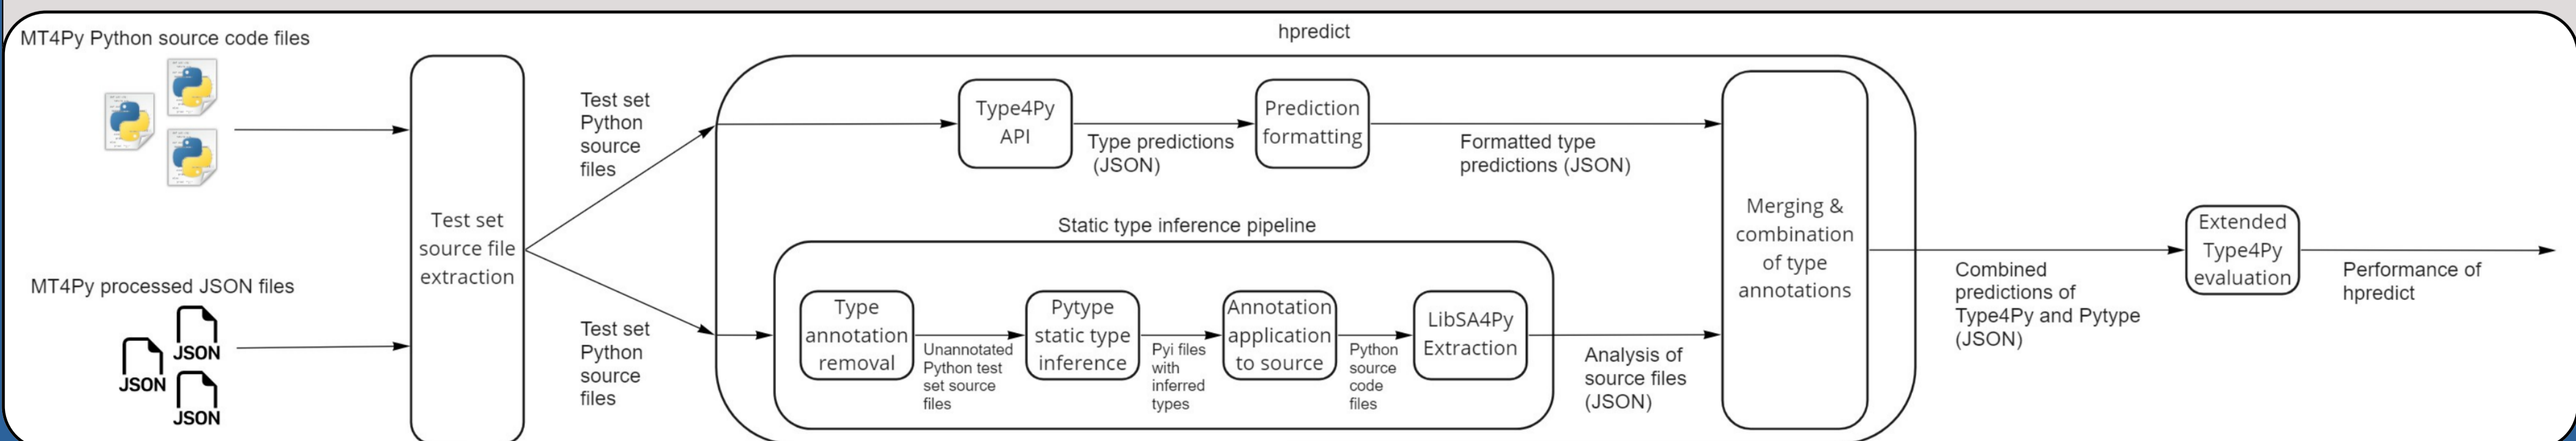 hpredict
MT4Py Python source code files
MT4Py processed JSON files
JSON
JSON
JSON
Test set
source file
extraction
Test set
Python
source
files
Test set
Python
source
files
Type4Py
API
Type predictions
(JSON)
Prediction
formatting
Formatted type
predictions (JSON)
Static type inference pipeline
Type
annotation
removal
Unannotated
Python test
set source
files
Pytype
static type
inference
Pyi files
with
inferred
types
Annotation
application
to source
Python
source
code
files
LibSA4Py
Extraction
Analysis of
source files
(JSON)
Merging &
combination
of type
annotations
Combined
predictions of
Type4Py and Pytype
(JSON)
Extended
Type4Py
evaluation
Performance of
hpredict